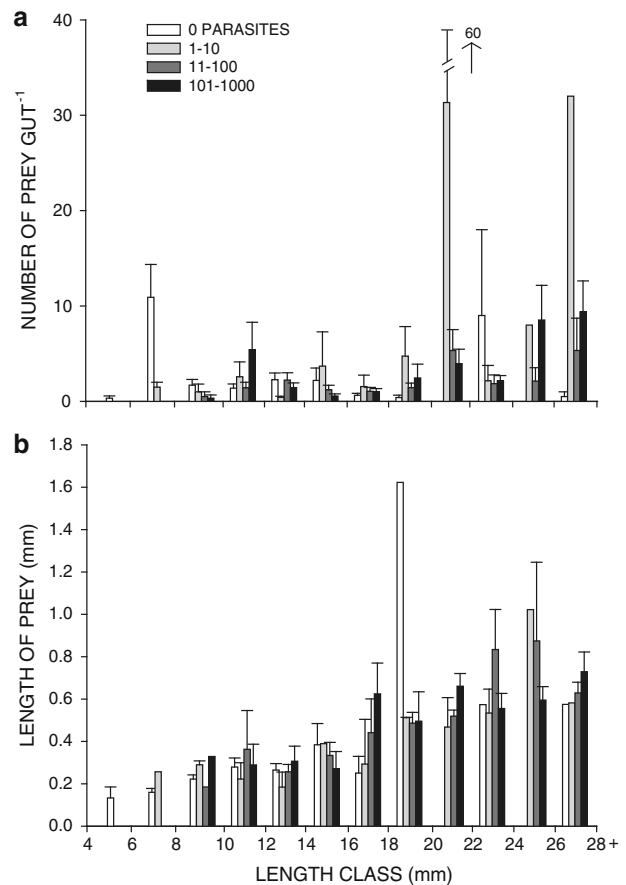 a
0 PARASITES
1-10
11-100
101-1000
60
40
30
20
10
0
NUMBER OF PREY GUT⁻¹
b
1.8
1.6
1.4
1.2
1.0
0.8
0.6
0.4
0.2
0.0
LENGTH OF PREY (mm)
4 6 8 10 12 14 16 18 20 22 24 26 28 +
LENGTH CLASS (mm)